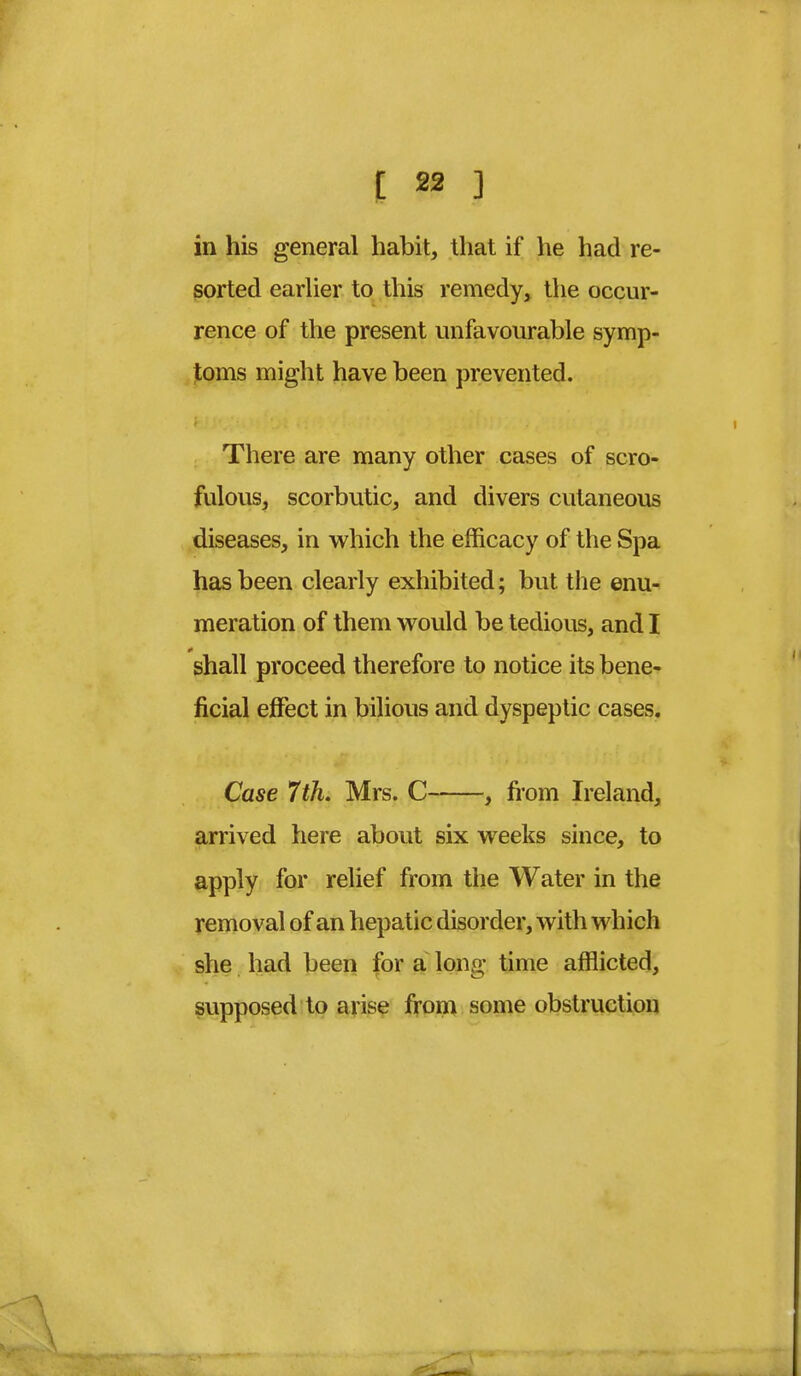 [ 22 ]
in his general habit, that if he had re-
sorted earlier to this remedy, the occur-
rence of the present unfavourable symp-
toms might have been prevented.
There are many other cases of scro-
fulous, scorbutic, and divers cutaneous
diseases, in which the efficacy of the Spa
has been clearly exhibited; but the enu-
meration of them would be tedious, and I
shall proceed therefore to notice its bene-
ficial effect in bilious and dyspeptic cases.
Case 7th. Mrs. C——, from Ireland,
arrived here about six weeks since, to
apply for relief from the Water in the
removal of an hepatic disorder, with which
she had been for a long time afflicted,
supposed to arise from some obstruction